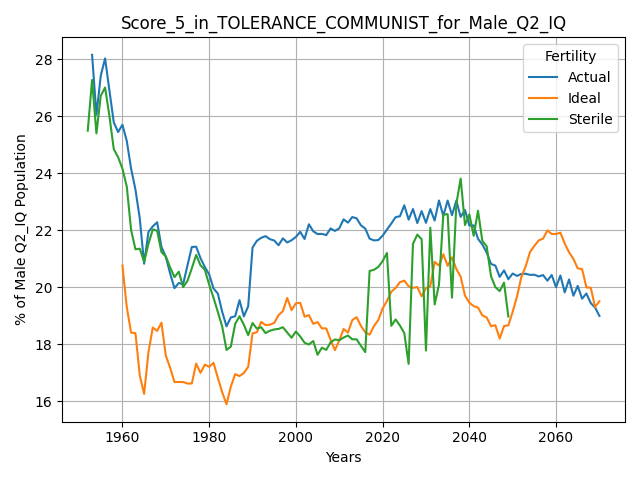 Score_5_in_TOLERANCE_COMMUNIST_for_Male_Q2_IQ
Fertility
Actual
Ideal
Sterile
% of Male Q2_IQ Population
28
26
24
22
20
18
16
1960 1980 2000 2020 2040 2060
Years